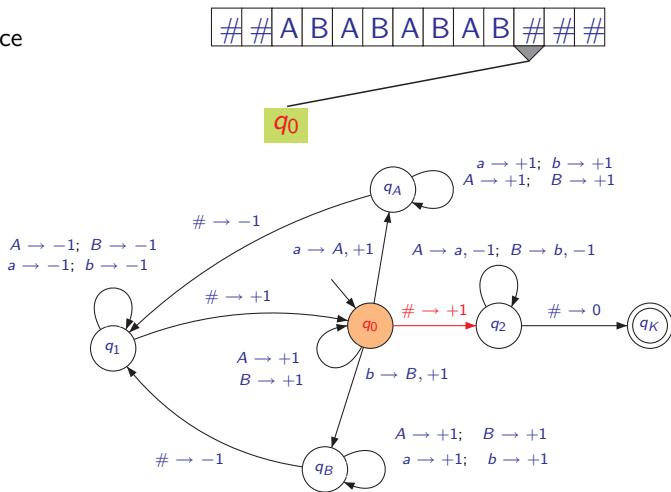 ce
# # A B A B A B A B # # #
q0
a → +1; b → +1
qA
A → +1; B → +1
# → −1
A → −1; B → −1
a → −1; b → −1
a → A, +1
A → a, −1; B → b, −1
# → +1
# → +1
# → 0
q0
q2
qK
q1
A → +1
B → +1
b → B, +1
A → +1; B → +1
# → −1
a → +1; b → +1
qB